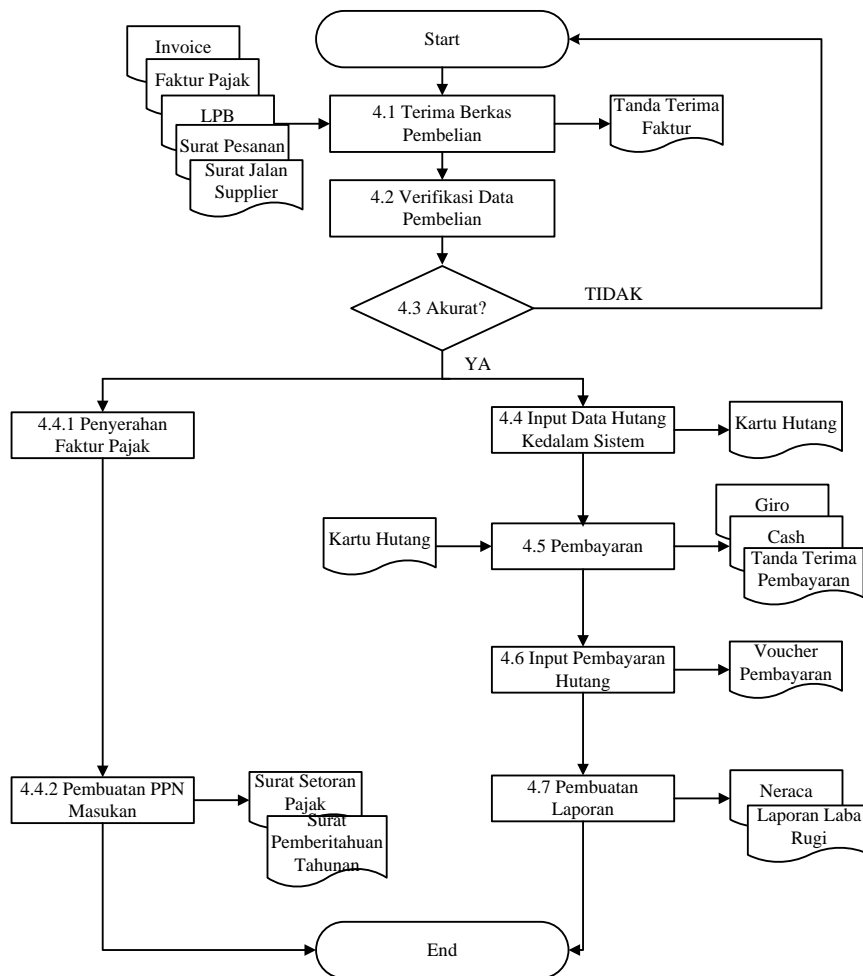 Start
Invoice
Faktur Pajak
LPB
Surat Pesanan
Surat Jalan
Supplier
4.1 Terima Berkas
Pembelian
Tanda Terima
Faktur
4.2 Verifikasi Data
Pembelian
4.3 Akurat?
TIDAK
YA
4.4.1 Penyerahan
Faktur Pajak
4.4 Input Data Hutang
Kedalam Sistem
Kartu Hutang
Kartu Hutang
4.5 Pembayaran
Giro
Cash
Tanda Terima
Pembayaran
4.6 Input Pembayaran
Hutang
Voucher
Pembayaran
4.4.2 Pembuatan PPN
Masukan
Surat Setoran
Pajak
Surat
Pemberitahuan
Tahunan
4.7 Pembuatan
Laporan
Neraca
Laporan Laba
Rugi
End